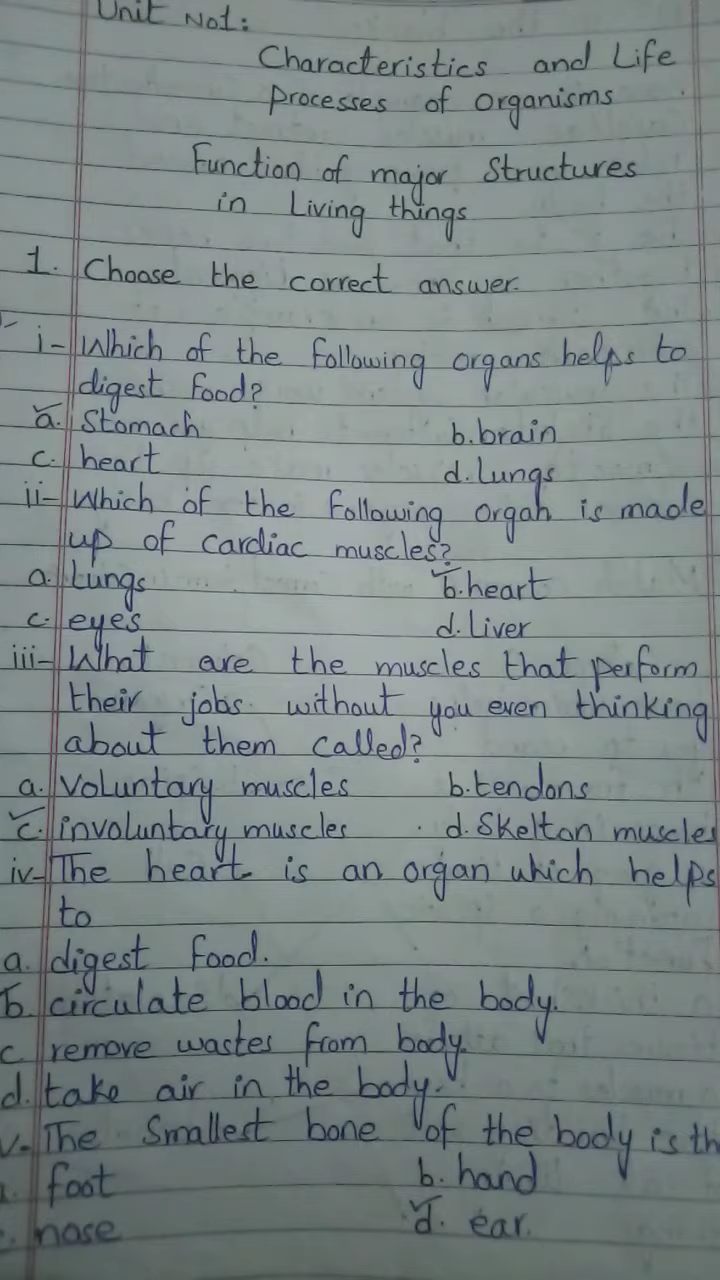 Unit No1:
Characteristics and Life
Processes of Organisms
Function of major Structures
in Living things
1. Choose the correct answer.
i- Which of the following organs helps to
digest food?
a. Stomach b. brain
c. heart d. Lungs
ii- Which of the following organ is made
up of cardiac muscles?
a. Lungs b. heart
c. eyes d. Liver
iii- What are the muscles that perform
their jobs without you even thinking
about them called?
a. Voluntary muscles b. tendons
c. involuntary muscles d. Skelton muscles
iv- The heart is an organ which helps
to
a. digest food.
b. circulate blood in the body.
c. remove wastes from body.
d. take air in the body.
v- The Smallest bone of the body is th
foot b. hand
nose d. ear.